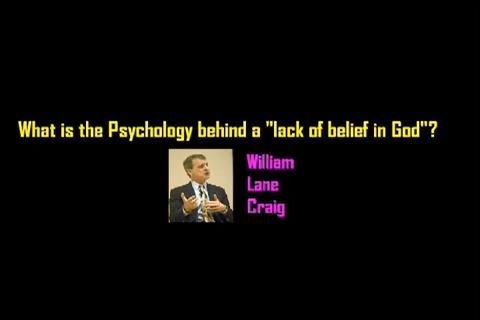 What is the Psychology behind a "lack of belief in God"?
William
Lane
Craig